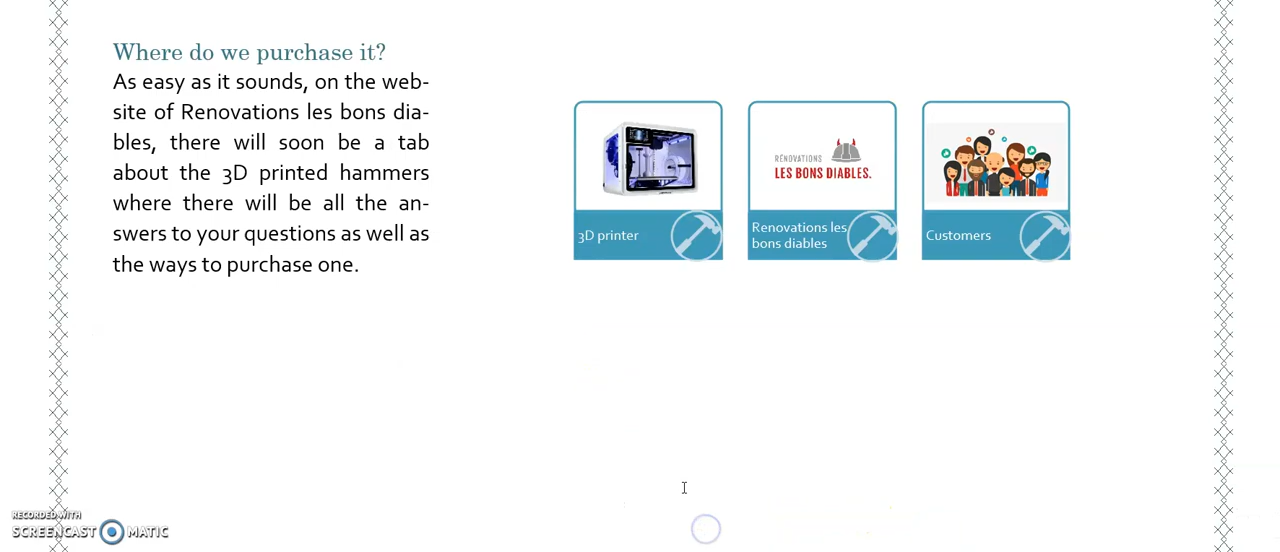 Where do we purchase it?
As easy as it sounds, on the web-
site of Renovations les bons dia-
bles, there will soon be a tab
about the 3D printed hammers
where there will be all the an-
swers to your questions as well as
the ways to purchase one.
RÉNOVATIONS
LES BONS DIABLES.
3D printer
Renovations les
bons diables
Customers
RECORDED WITH
SCREENCAST MATIC